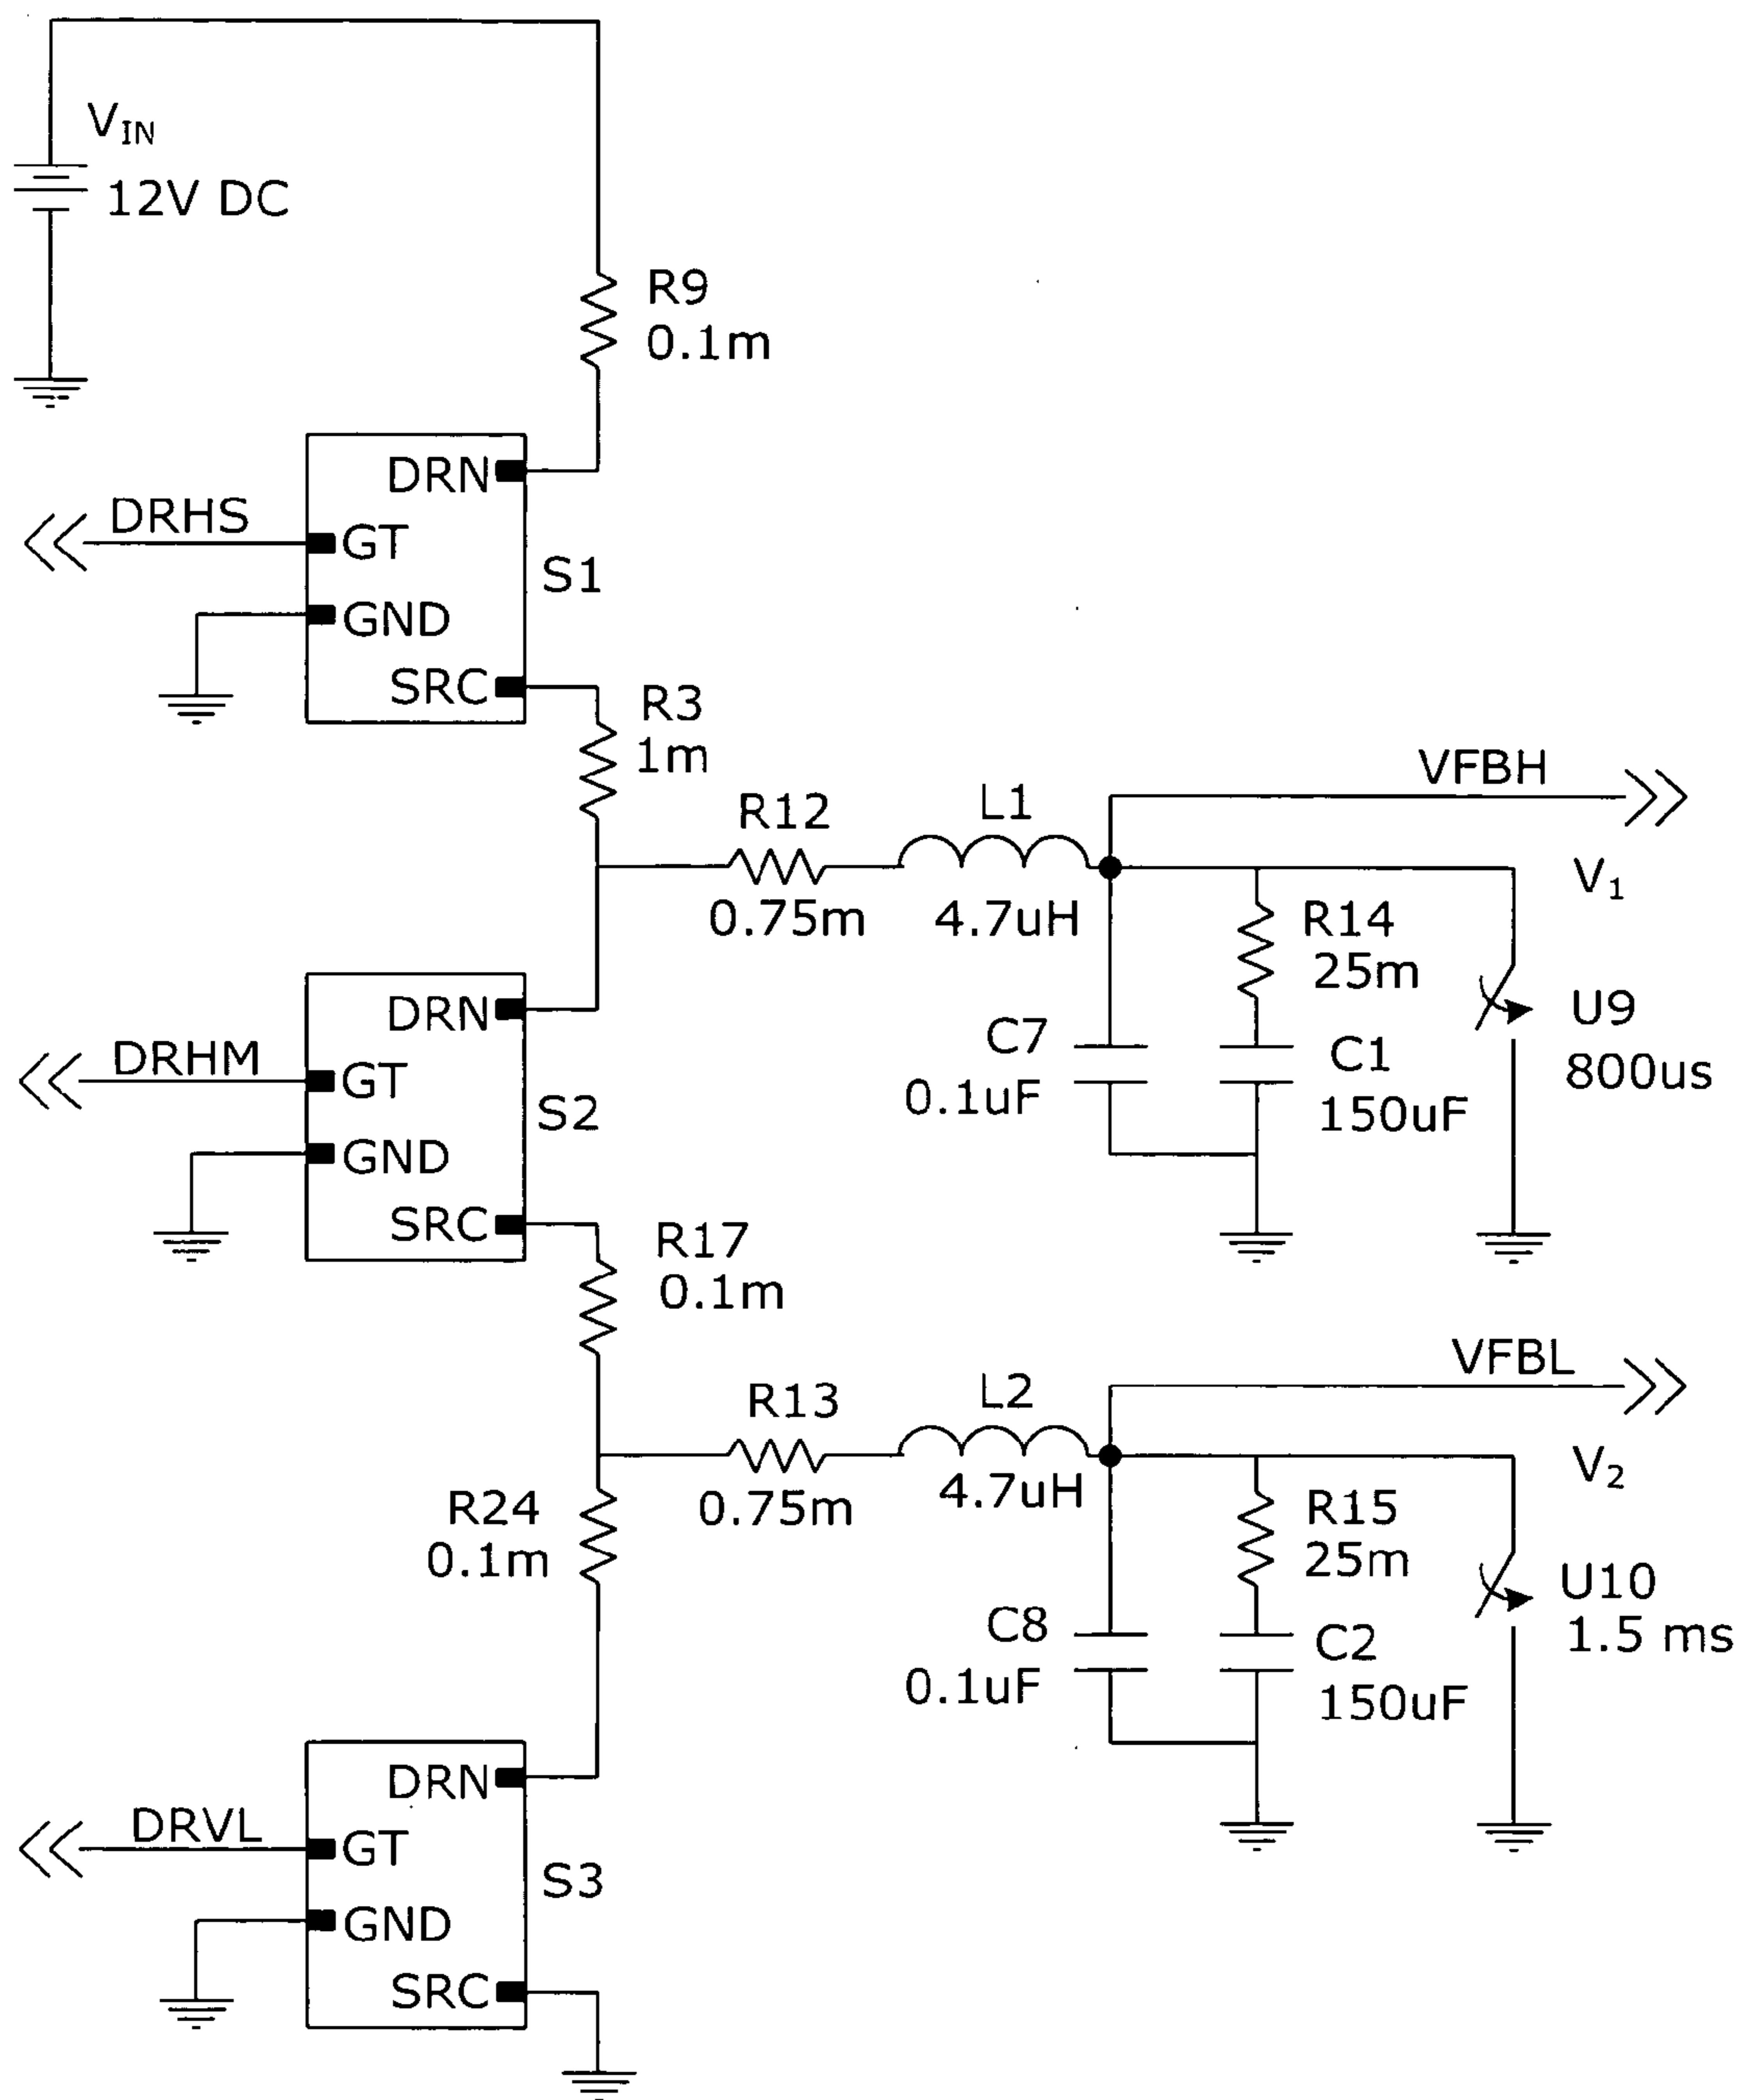 V_IN
12V DC
R9
0.1m
DRN
DRHS
GT
S1
GND
SRC
R3
1m
VFBH
R12
L1
V_1
0.75m
4.7uH
R14
25m
DRN
U9
C7
800us
DRHM
C1
GT
0.1uF
150uF
S2
GND
SRC
R17
0.1m
VFBL
R13
L2
V_2
0.75m
4.7uH
R24
R15
0.1m
25m
U10
C8
1.5 ms
C2
0.1uF
150uF
DRN
DRVL
GT
S3
GND
SRC